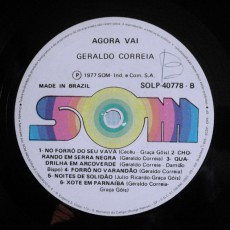 AGORA VAI
GERALDO CORREIA
Ⓟ 1977 SOM · Ind. e Com. S.A.
MADE IN BRAZIL
SOLP-40778-B
SOM
1-NO FORRÓ DO SEU VAVÁ (Cecéu - Graça Góis) 2-CHO-
RANDO EM SERRA NEGRA (Geraldo Correia) 3-QUA-
DRILHA EM ARCOVERDE (Geraldo Correia - Damião
Bispo) 4-FORRÓ NO VARANDÃO (Geraldo Correia)
5-NOITES DE SOLIDÃO (Julio Ricardo-Graça Góis)
6-XOTE EM PARNAÍBA (Geraldo Correia-
Graça Góis)